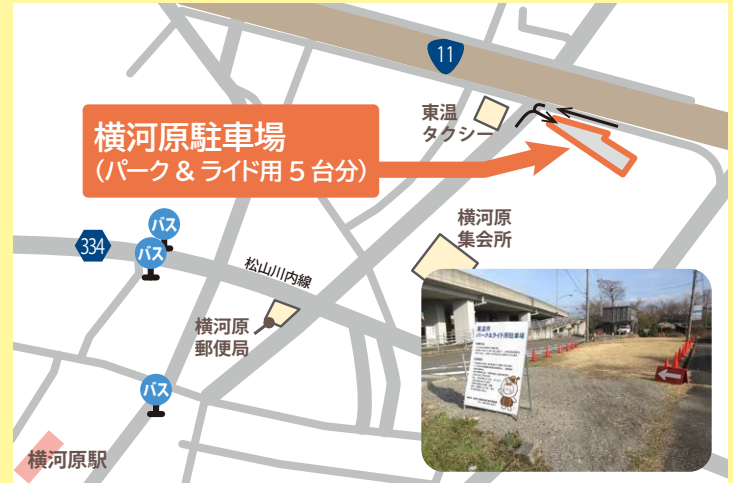 11
東温
タクシー
横河原駐車場
(パーク & ライド用 5 台分)
横河原
集会所
バス
334
バス
松山川内線
横河原
郵便局
東温市
パーク&ライド用駐車場
バス
横河原駅